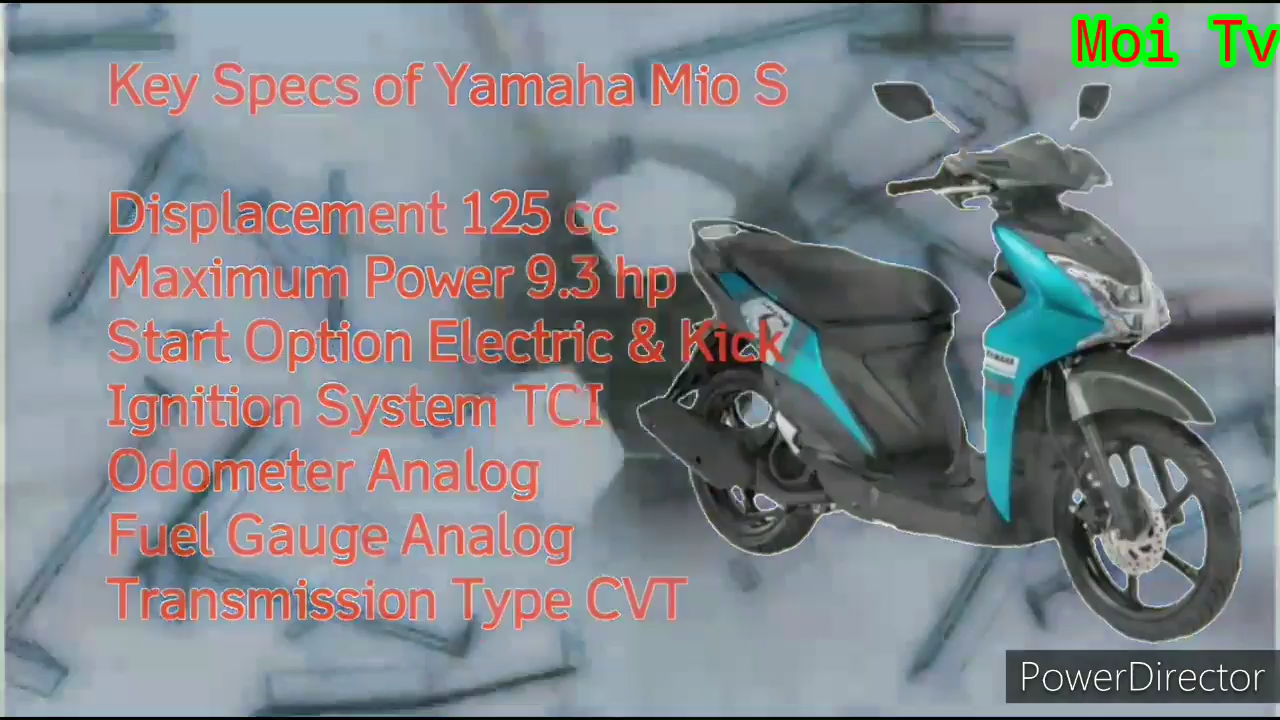 Moi Tv
Key Specs of Yamaha Mio S
Displacement 125 cc
Maximum Power 9.3 hp
Start Option Electric & Kick
Ignition System TCI
Odometer Analog
Fuel Gauge Analog
Transmission Type CVT
YAMAHA
PowerDirector